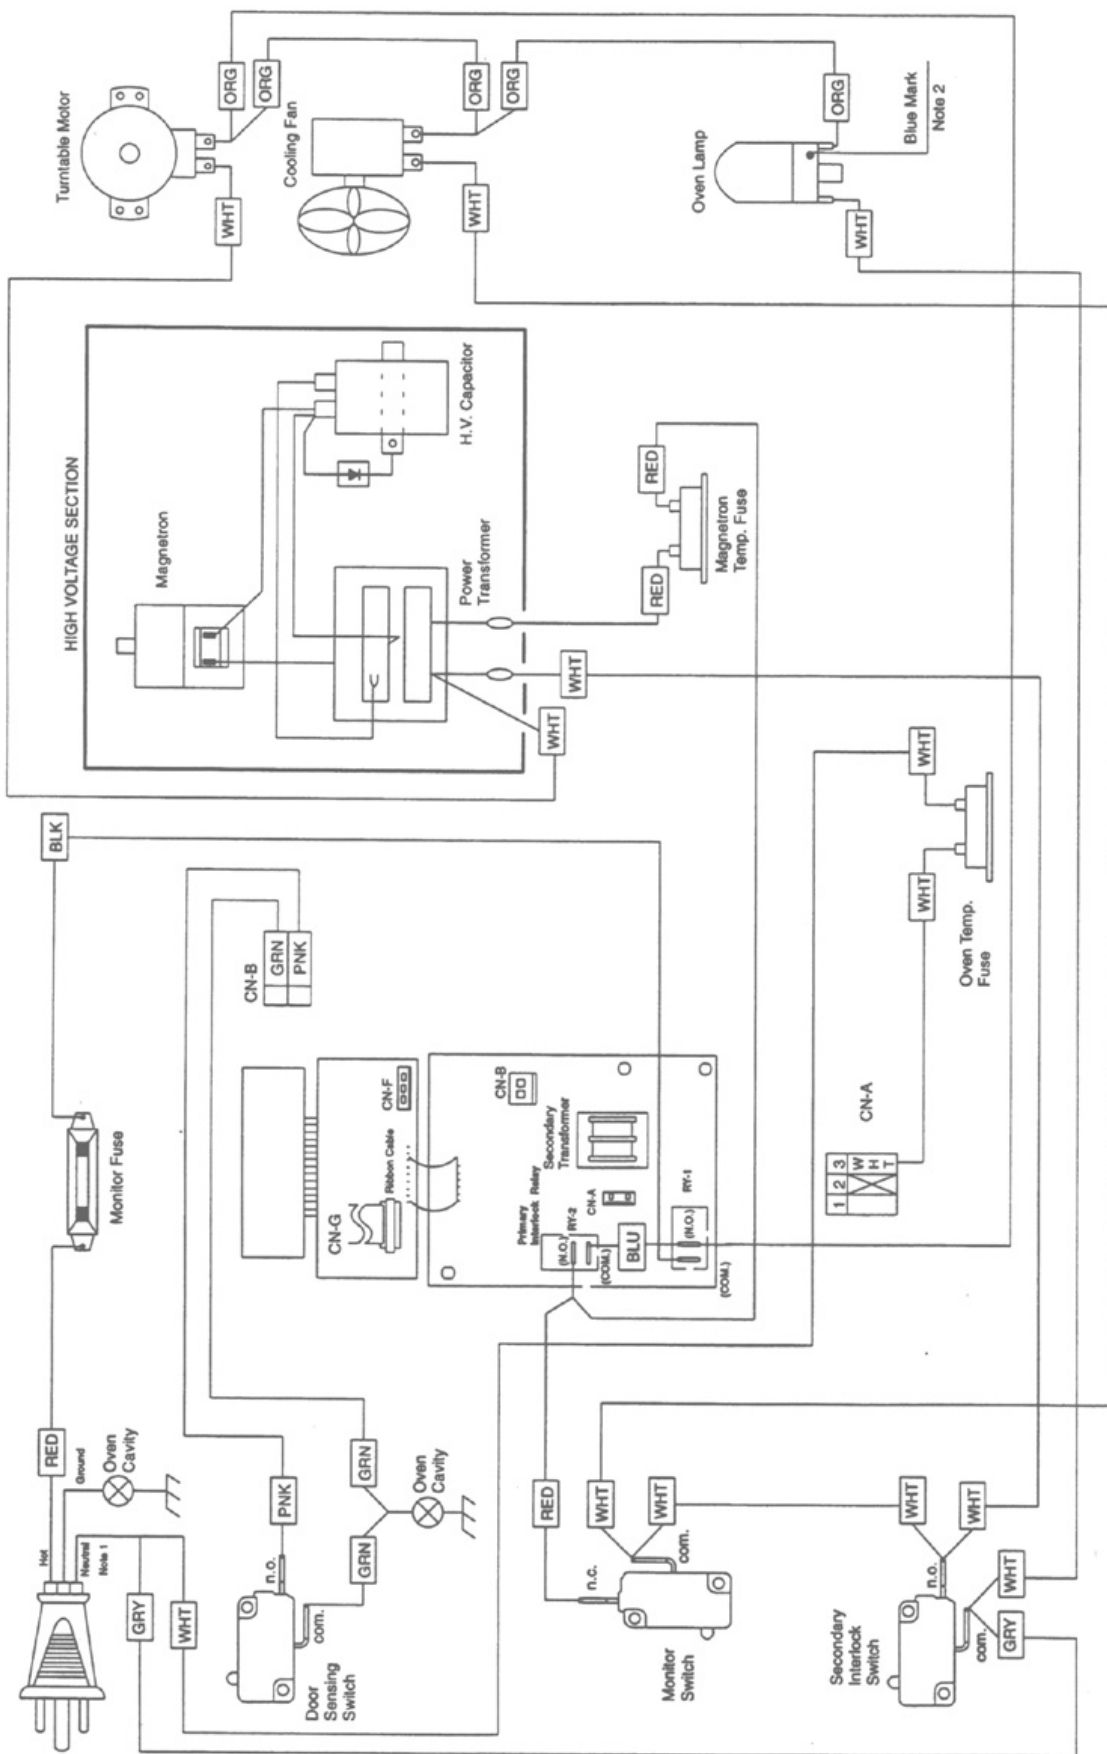 Turntable Motor
ORG
ORG
WHT
Cooling Fan
ORG
ORG
WHT
Oven Lamp
ORG
WHT
Blue Mark
Note 2
HIGH VOLTAGE SECTION
Magnetron
H.V. Capacitor
Power
Transformer
WHT
WHT
RED
RED
Magnetron
Temp. Fuse
BLK
Monitor Fuse
RED
Hot
Ground
Neutral
Note 1
Oven
Cavity
GRY
WHT
CN-B
GRN
PNK
CN-G
Ribbon Cable
CN-F
CN-B
Secondary
Transformer
Primary
Interlock Relay
RY-2
(N.O.)
(COM.)
CN-A
BLU
RY-1
(N.O.)
(COM.)
CN-A
1 2 3
W
H
T
WHT
WHT
Oven Temp.
Fuse
PNK
GRN
GRN
Oven
Cavity
n.o.
com.
Door
Sensing
Switch
RED
WHT
WHT
n.c.
com.
Monitor
Switch
WHT
WHT
n.o.
com.
WHT
GRY
Secondary
Interlock
Switch